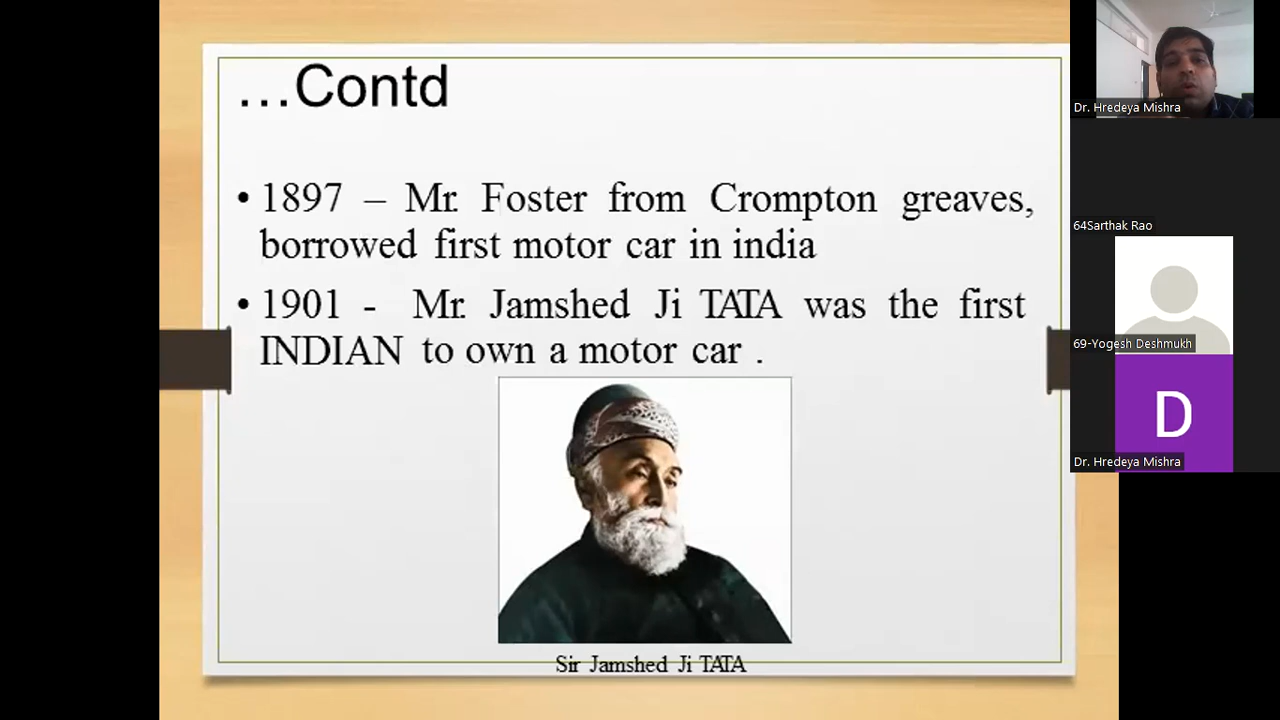 ...Contd
• 1897 – Mr. Foster from Crompton greaves,
borrowed first motor car in india
• 1901 - Mr. Jamshed Ji TATA was the first
INDIAN to own a motor car .
Sir Jamshed Ji TATA
Dr. Hredeya Mishra
64Sarthak Rao
69-Yogesh Deshmukh
D
Dr. Hredeya Mishra